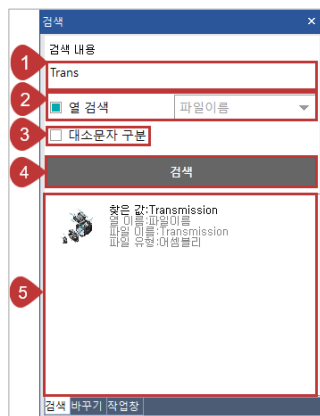 검색 ×
검색 내용
1
Trans
2
열 검색 파일이름
3
대소문자 구분
4
검색
찾은 값:Transmission
열 이름:파일이름
파일 이름:Transmission
파일 유형:어셈블리
5
검색 바꾸기 작업창